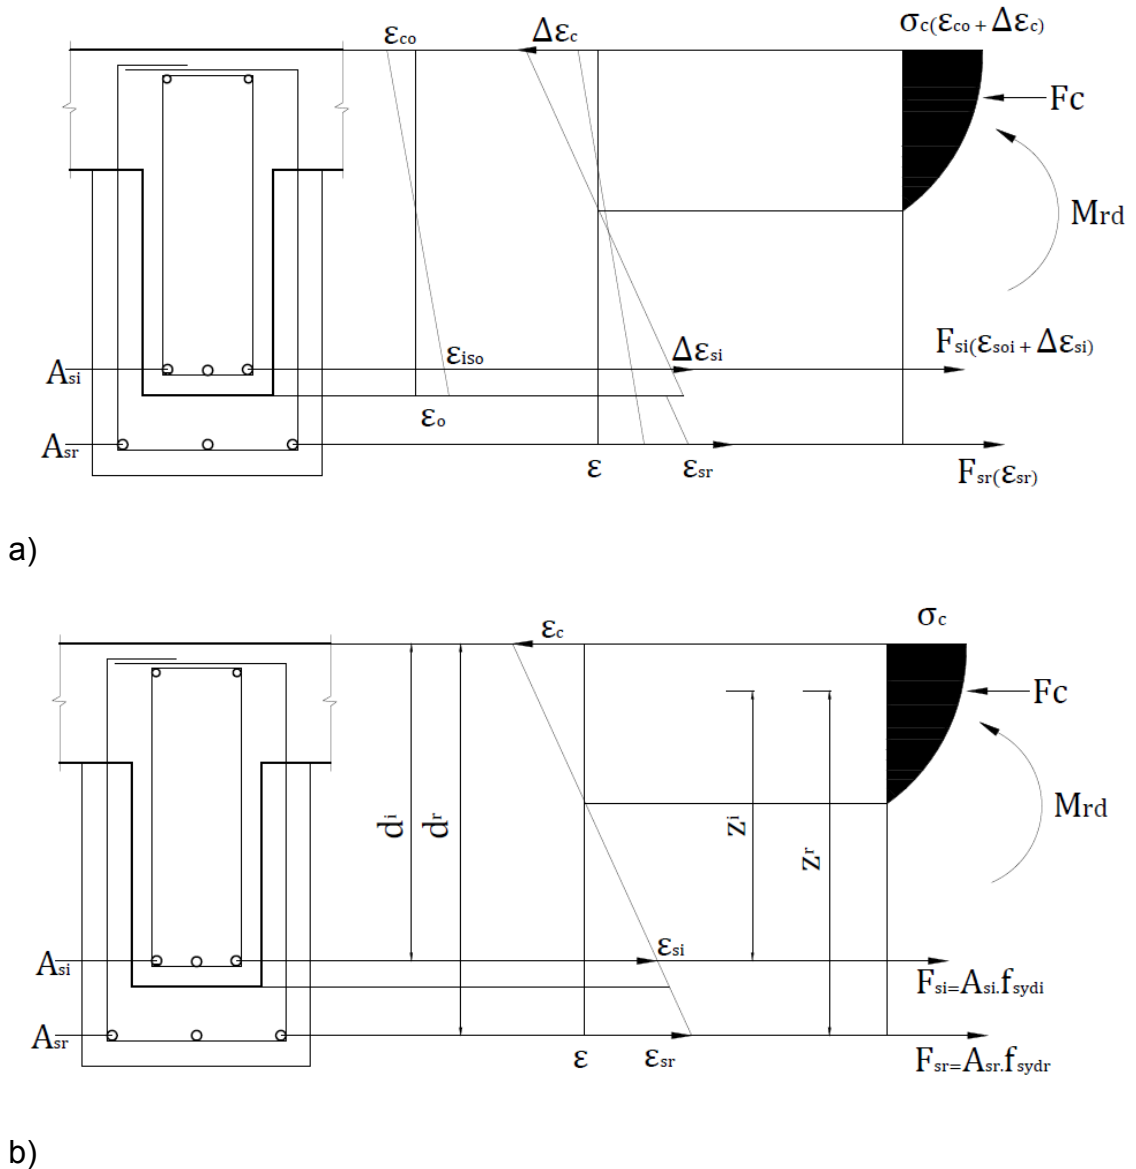 εco Δεc σc(εco + Δεc)
Fc
Mrd
εiso Δεsi Fsi(εsoi + Δεsi)
Asi
εo
Asr
ε εsr Fsr(εsr)
a)
εc σc
Fc
Mrd
di dr zi zr
εsi
Asi Fsi=Asi.fsydi
Asr
ε εsr Fsr=Asr.fsydr
b)